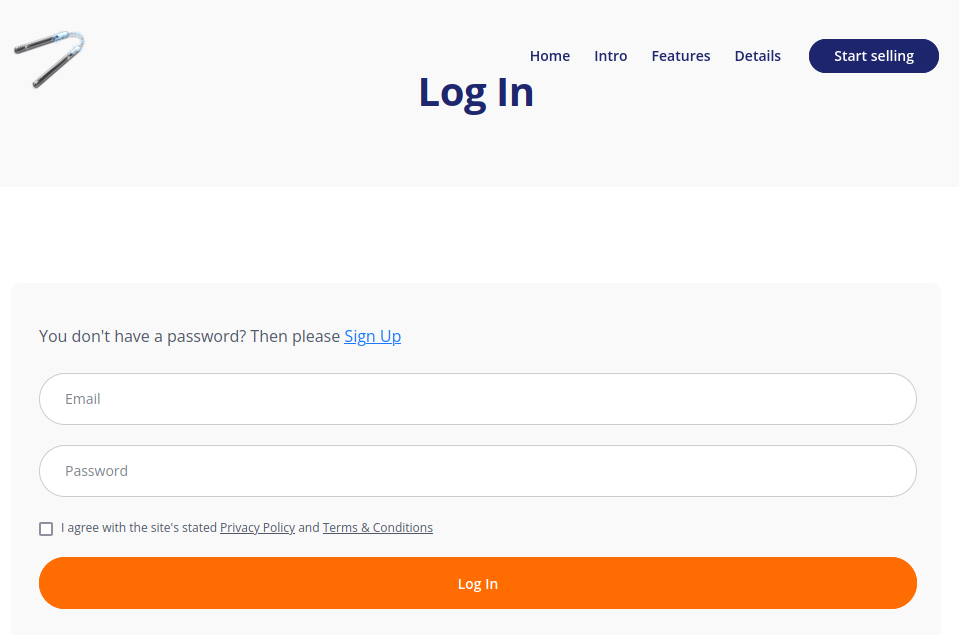 Home Intro Features Details Start selling
Log In
You don't have a password? Then please Sign Up
Email
Password
I agree with the site's stated Privacy Policy and Terms & Conditions
Log In